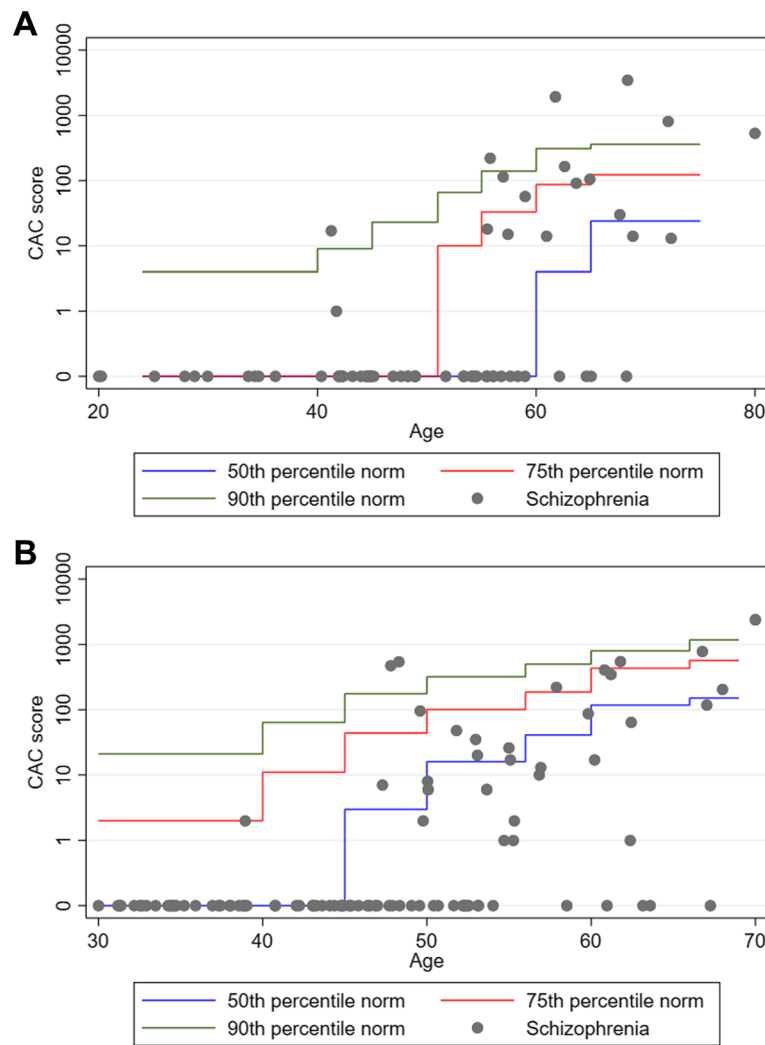 A
10000
1000
100
10
1
0
CAC score
20 40 60 80
Age
50th percentile norm 75th percentile norm
90th percentile norm Schizophrenia
B
10000
1000
100
10
1
0
CAC score
30 40 50 60 70
Age
50th percentile norm 75th percentile norm
90th percentile norm Schizophrenia